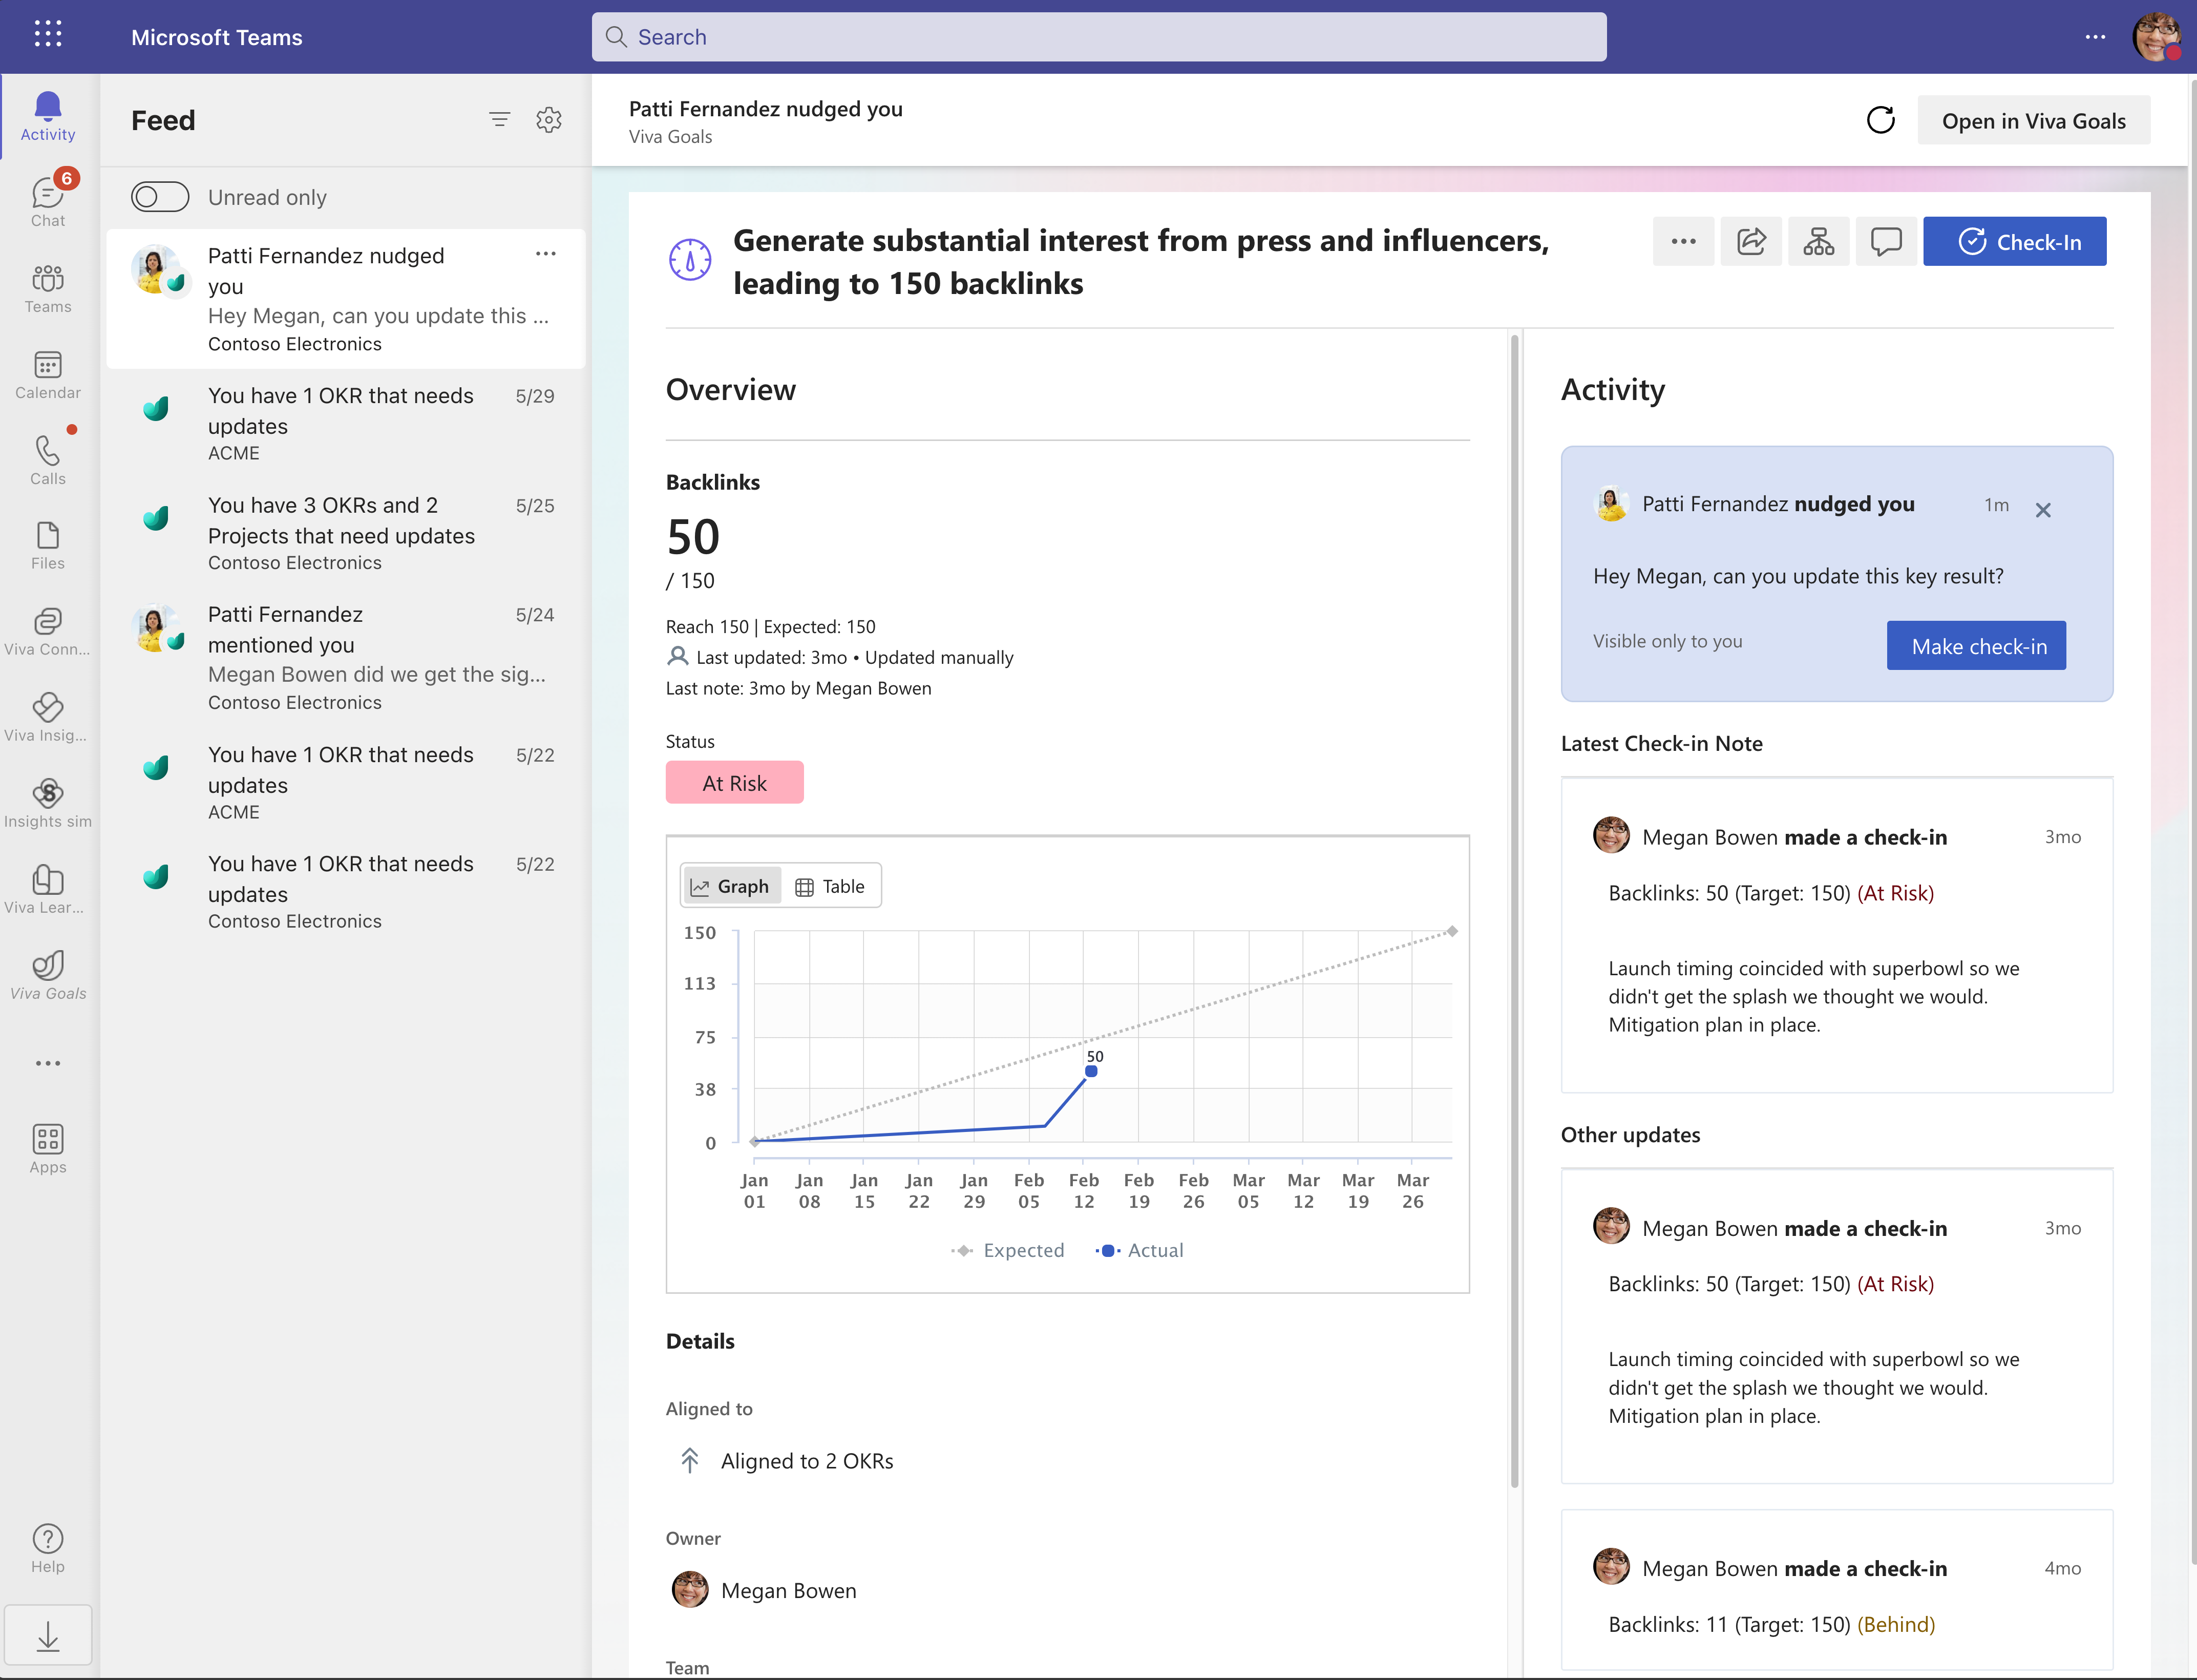 Microsoft Teams
Search
Activity
6
Chat
Teams
Calendar
Calls
Files
Viva Conn...
Viva Insig...
Insights sim
Viva Lear...
Viva Goals
Apps
Help
Feed
Unread only
Patti Fernandez nudged
you
Hey Megan, can you update this ...
Contoso Electronics
You have 1 OKR that needs 5/29
updates
ACME
You have 3 OKRs and 2 5/25
Projects that need updates
Contoso Electronics
Patti Fernandez 5/24
mentioned you
Megan Bowen did we get the sig...
Contoso Electronics
You have 1 OKR that needs 5/22
updates
ACME
You have 1 OKR that needs 5/22
updates
Contoso Electronics
Patti Fernandez nudged you
Viva Goals
Open in Viva Goals
Generate substantial interest from press and influencers,
leading to 150 backlinks
Check-In
Overview
Backlinks
50
/ 150
Reach 150 | Expected: 150
Last updated: 3mo • Updated manually
Last note: 3mo by Megan Bowen
Status
At Risk
Graph Table
150
113
75
38
0
50
Jan Jan Jan Jan Jan Feb Feb Feb Feb Mar Mar Mar Mar
01 08 15 22 29 05 12 19 26 05 12 19 26
Expected Actual
Details
Aligned to
Aligned to 2 OKRs
Owner
Megan Bowen
Team
Activity
Patti Fernandez nudged you 1m
Hey Megan, can you update this key result?
Visible only to you
Make check-in
Latest Check-in Note
Megan Bowen made a check-in 3mo
Backlinks: 50 (Target: 150) (At Risk)
Launch timing coincided with superbowl so we
didn't get the splash we thought we would.
Mitigation plan in place.
Other updates
Megan Bowen made a check-in 3mo
Backlinks: 50 (Target: 150) (At Risk)
Launch timing coincided with superbowl so we
didn't get the splash we thought we would.
Mitigation plan in place.
Megan Bowen made a check-in 4mo
Backlinks: 11 (Target: 150) (Behind)